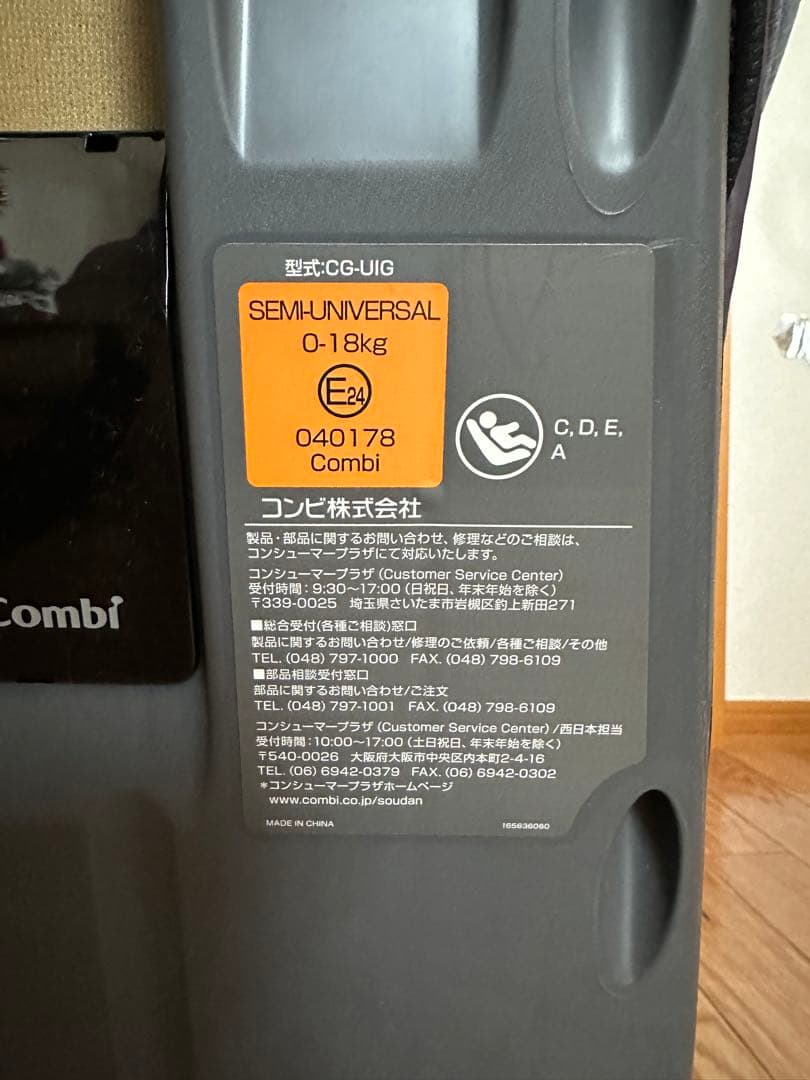 型式:CG-UIG
SEMI-UNIVERSAL
0-18kg
E24
040178
Combi
C, D, E,
A
コンビ株式会社
製品・部品に関するお問い合わせ、修理などのご相談は、
コンシューマープラザにて対応いたします。
コンシューマープラザ (Customer Service Center)
受付時間：9:30〜17:00 (日祝日、年末年始を除く)
〒339-0025 埼玉県さいたま市岩槻区釣上新田271
■総合受付(各種ご相談)窓口
製品に関するお問い合わせ/修理のご依頼/各種ご相談/その他
TEL. (048) 797-1000 FAX. (048) 798-6109
■部品相談受付窓口
部品に関するお問い合わせ/ご注文
TEL. (048) 797-1001 FAX. (048) 798-6109
コンシューマープラザ (Customer Service Center) /西日本担当
受付時間：10:00〜17:00 (土日祝日、年末年始を除く)
〒540-0026 大阪府大阪市中央区内本町2-4-16
TEL. (06) 6942-0379 FAX. (06) 6942-0302
＊コンシューマープラザホームページ
www.combi.co.jp/soudan
MADE IN CHINA 165636060
Combi